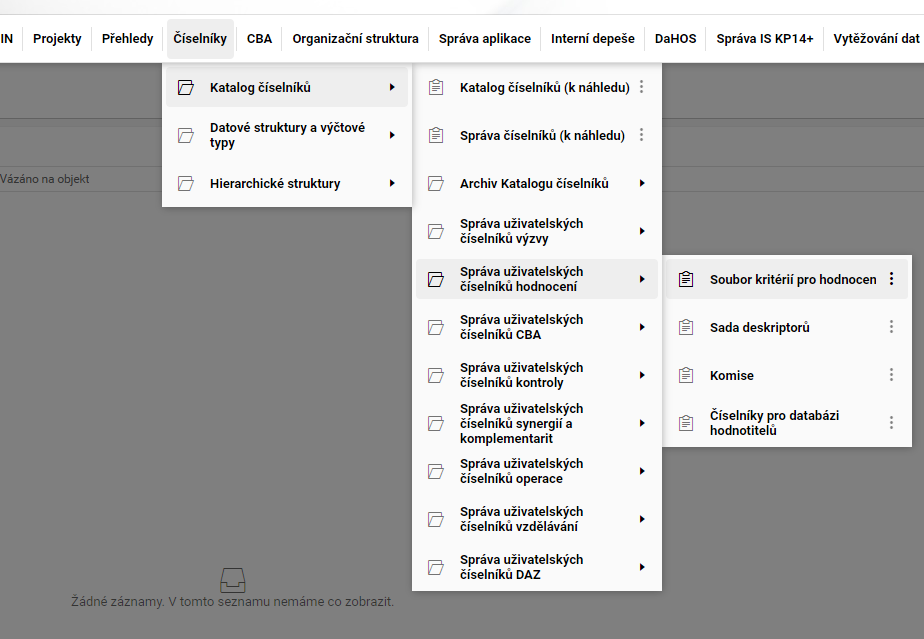 IN
Projekty
Přehledy
Číselníky
CBA
Organizační struktura
Správa aplikace
Interní depeše
DaHOS
Správa IS KP14+
Vytěžování dat
Katalog číselníků
Datové struktury a výčtové
typy
Hierarchické struktury
Vázáno na objekt
Katalog číselníků (k náhledu)
Správa číselníků (k náhledu)
Archiv Katalogu číselníků
Správa uživatelských
číselníků výzvy
Správa uživatelských
číselníků hodnocení
Správa uživatelských
číselníků CBA
Správa uživatelských
číselníků kontroly
Správa uživatelských
číselníků synergií a
komplementarit
Správa uživatelských
číselníků operace
Správa uživatelských
číselníků vzdělávání
Správa uživatelských
číselníků DAZ
Soubor kritérií pro hodnocen
Sada deskriptorů
Komise
Číselníky pro databázi
hodnotitelů
Žádné záznamy. V tomto seznamu nemáme co zobrazit.